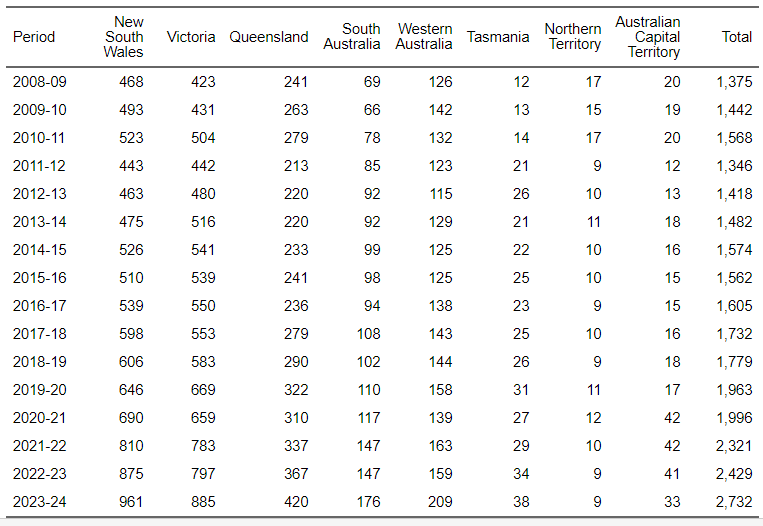 Period New South Wales Victoria Queensland South Australia Western Australia Tasmania Northern Territory Australian Capital Territory Total
2008-09 468 423 241 69 126 12 17 20 1,375
2009-10 493 431 263 66 142 13 15 19 1,442
2010-11 523 504 279 78 132 14 17 20 1,568
2011-12 443 442 213 85 123 21 9 12 1,346
2012-13 463 480 220 92 115 26 10 13 1,418
2013-14 475 516 220 92 129 21 11 18 1,482
2014-15 526 541 233 99 125 22 10 16 1,574
2015-16 510 539 241 98 125 25 10 15 1,562
2016-17 539 550 236 94 138 23 9 15 1,605
2017-18 598 553 279 108 143 25 10 16 1,732
2018-19 606 583 290 102 144 26 9 18 1,779
2019-20 646 669 322 110 158 31 11 17 1,963
2020-21 690 659 310 117 139 27 12 42 1,996
2021-22 810 783 337 147 163 29 10 42 2,321
2022-23 875 797 367 147 159 34 9 41 2,429
2023-24 961 885 420 176 209 38 9 33 2,732